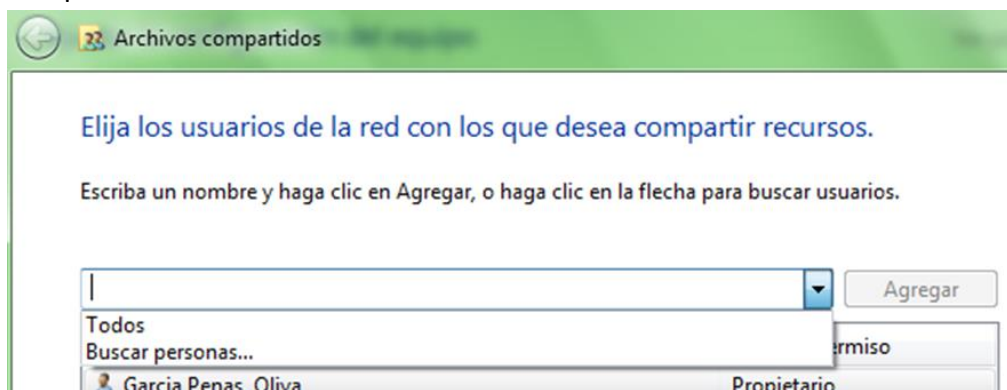 Archivos compartidos
Elija los usuarios de la red con los que desea compartir recursos.
Escriba un nombre y haga clic en Agregar, o haga clic en la flecha para buscar usuarios.
Agregar
Todos
Buscar personas...
ermiso
Garcia Penas, Oliva Propietario